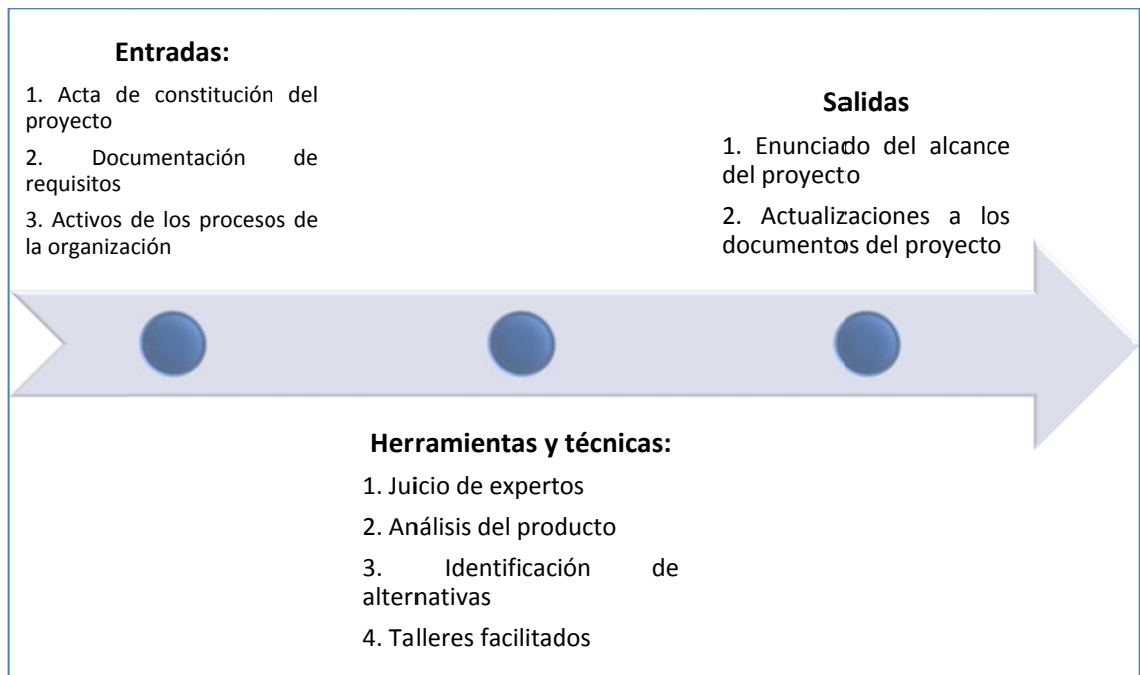 Entradas:
1. Acta de constitución del
proyecto
2. Documentación de
requisitos
3. Activos de los procesos de
la organización
Salidas
1. Enunciado del alcance
del proyecto
2. Actualizaciones a los
documentos del proyecto
Herramientas y técnicas:
1. Juicio de expertos
2. Análisis del producto
3. Identificación de
alternativas
4. Talleres facilitados